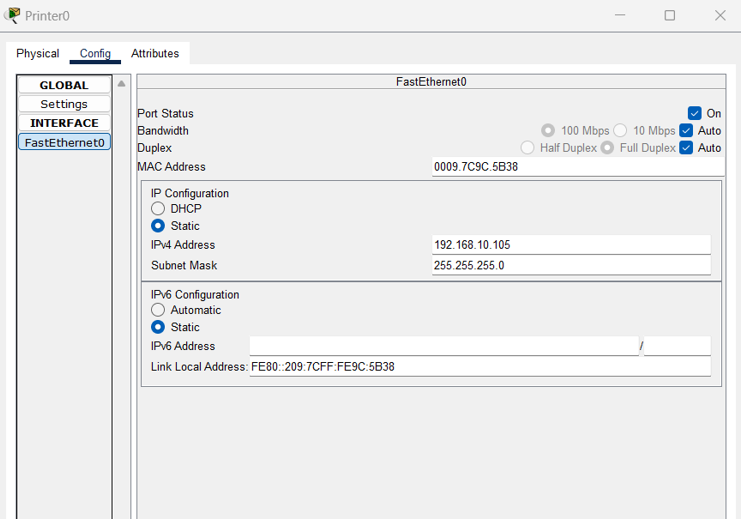 Printer0
Physical Config Attributes
GLOBAL
Settings
INTERFACE
FastEthernet0
FastEthernet0
Port Status On
Bandwidth 100 Mbps 10 Mbps Auto
Duplex Half Duplex Full Duplex Auto
MAC Address 0009.7C9C.5B38
IP Configuration
DHCP
Static
IPv4 Address 192.168.10.105
Subnet Mask 255.255.255.0
IPv6 Configuration
Automatic
Static
IPv6 Address /
Link Local Address: FE80::209:7CFF:FE9C:5B38